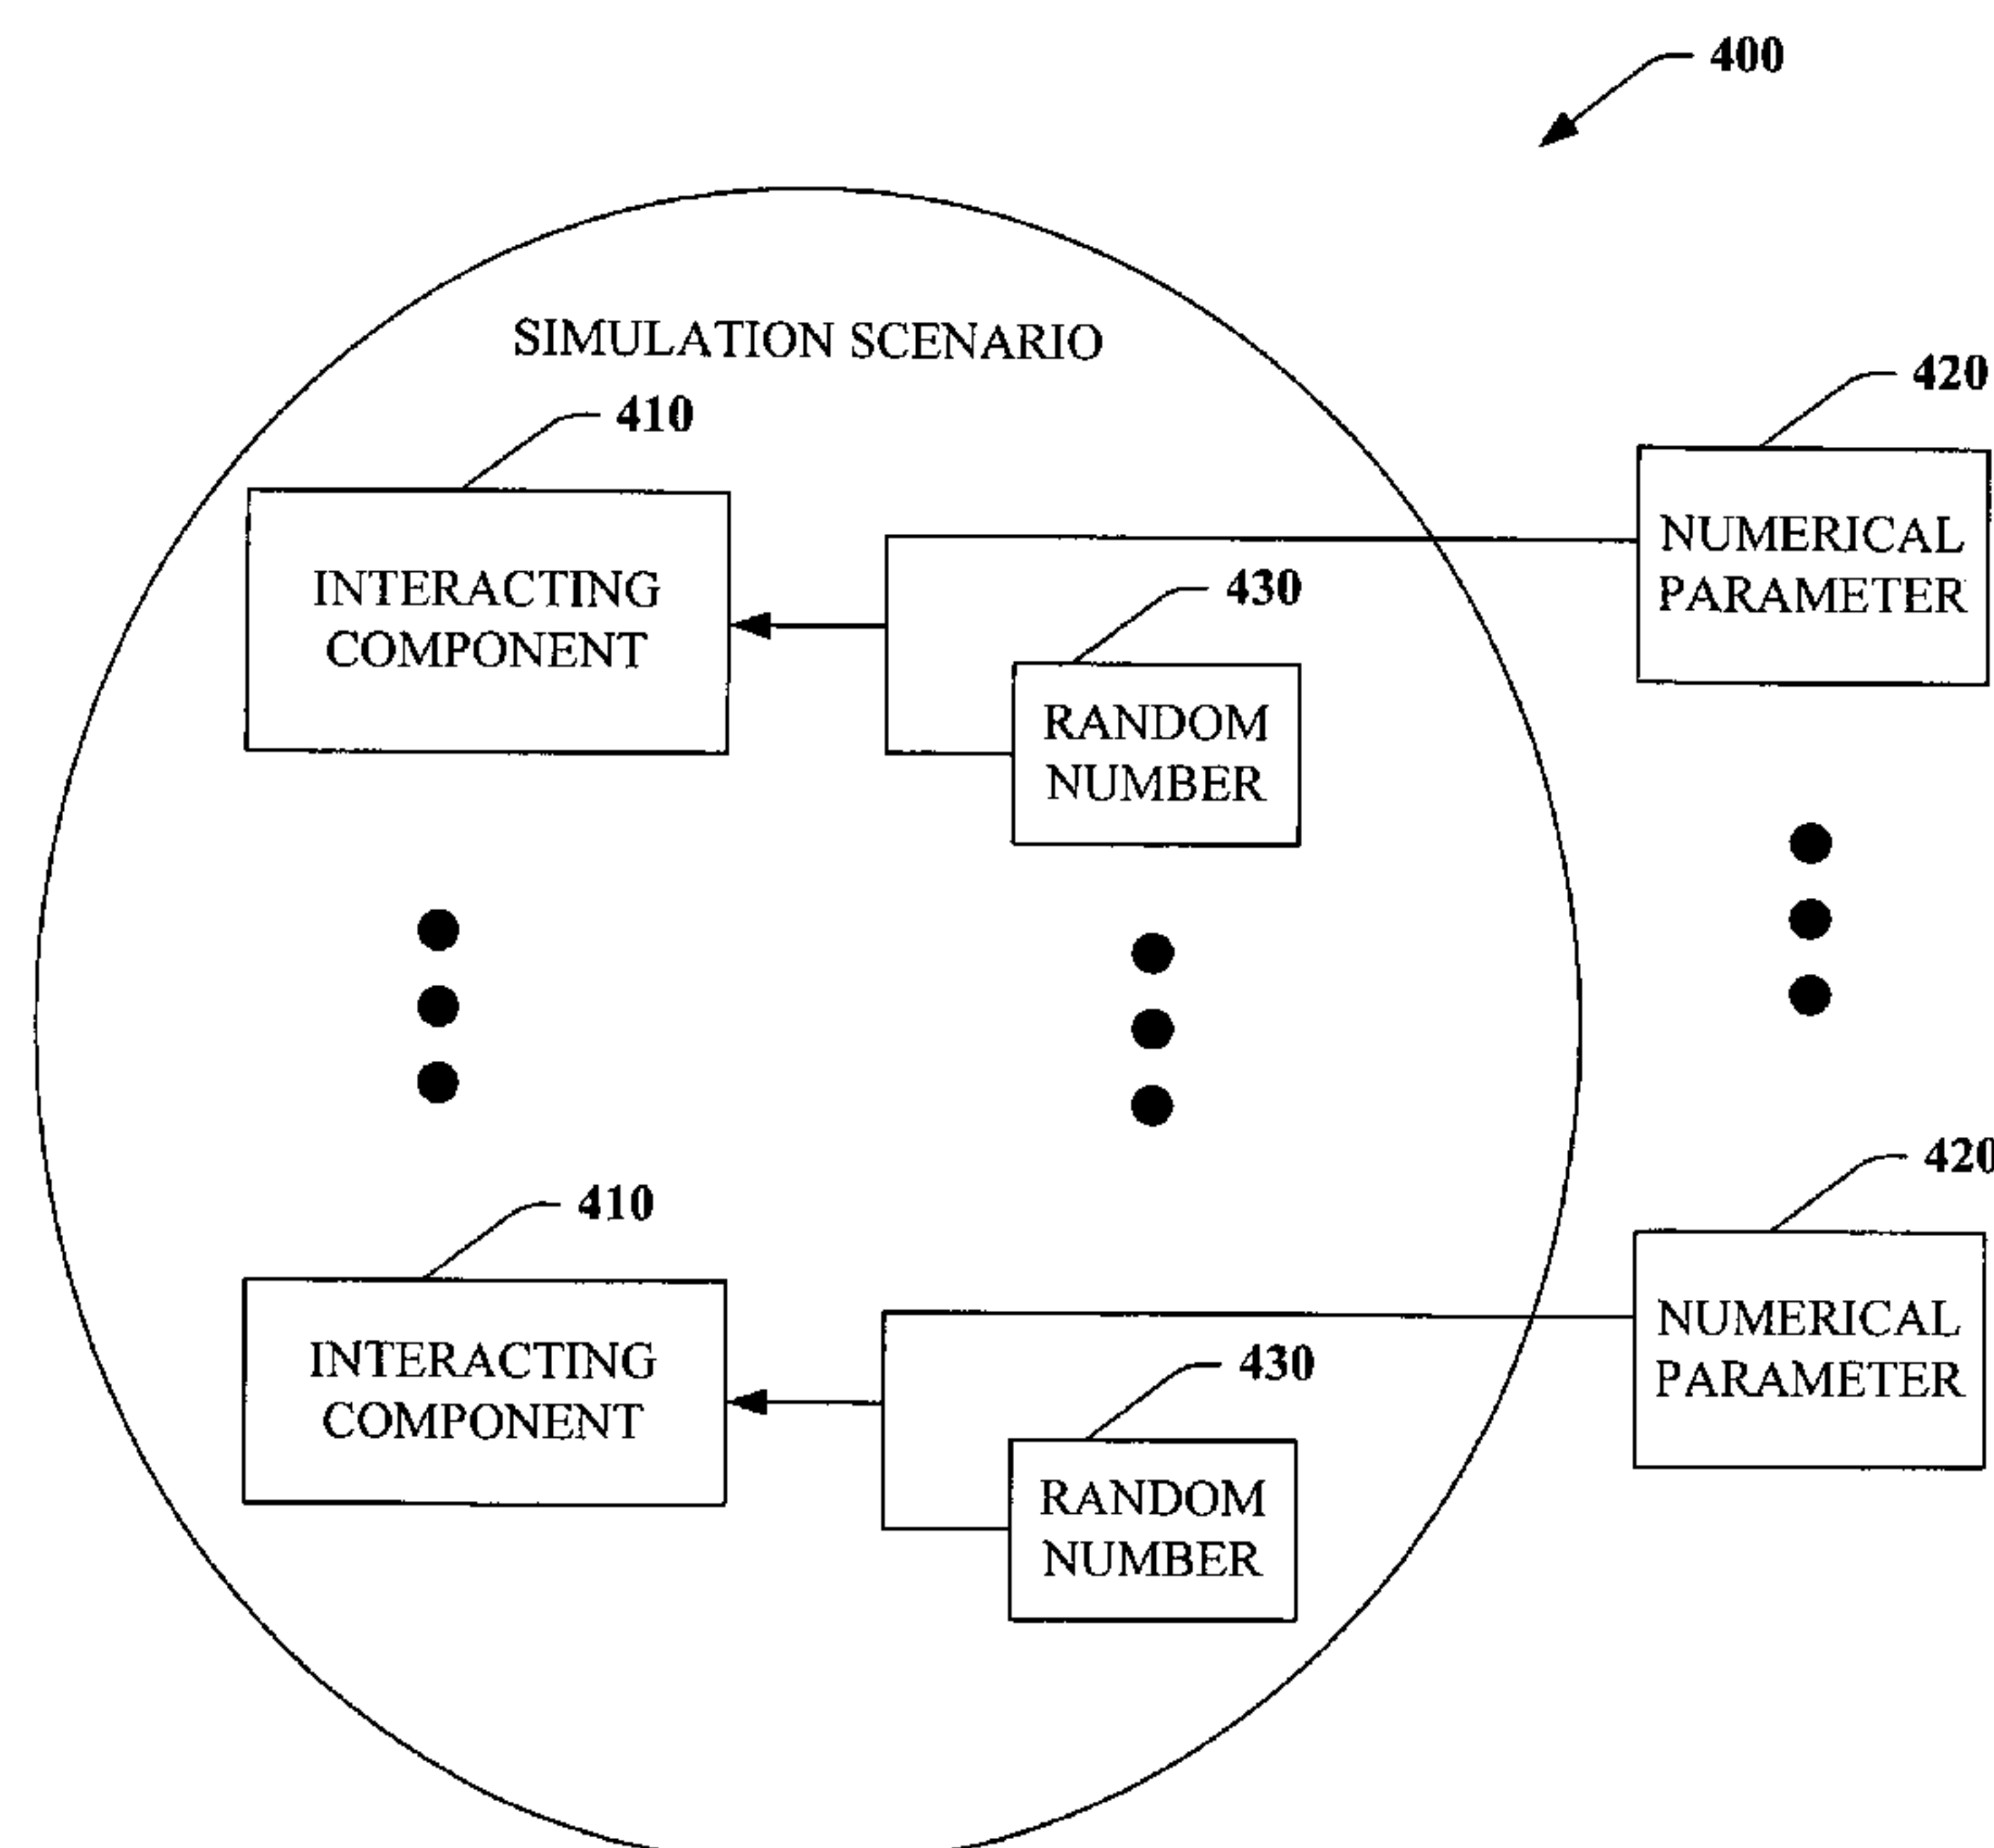 400
SIMULATION SCENARIO
410
420
INTERACTING
COMPONENT
NUMERICAL
PARAMETER
430
RANDOM
NUMBER
410
420
INTERACTING
COMPONENT
NUMERICAL
PARAMETER
430
RANDOM
NUMBER